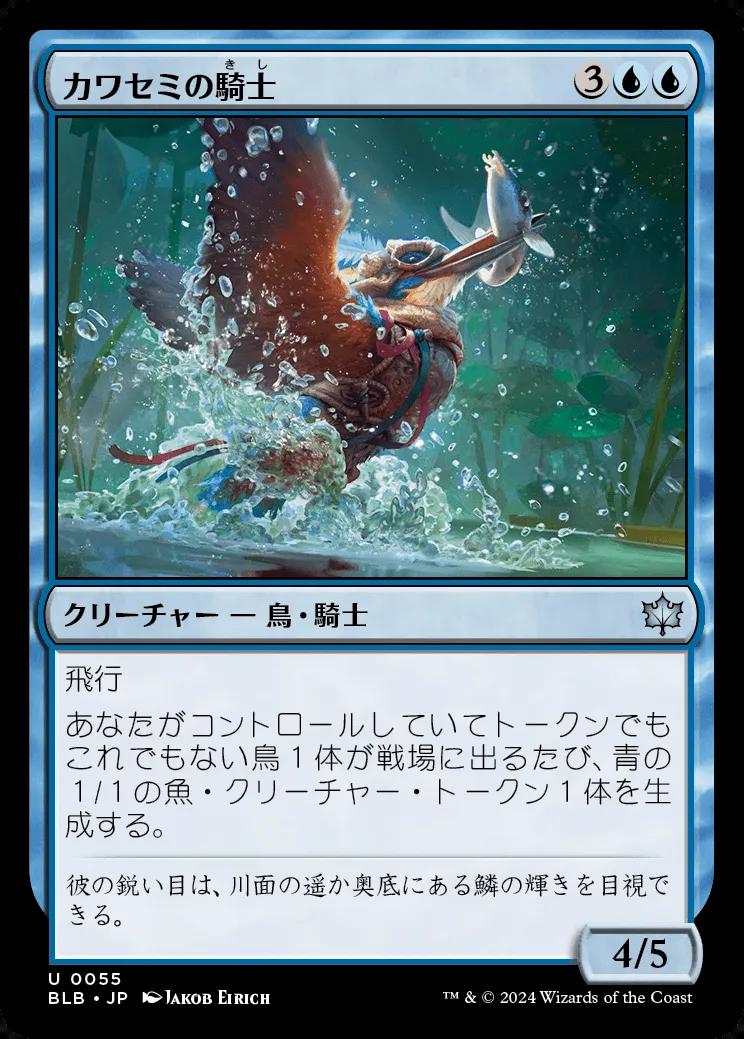 きし
カワセミの騎士 3
クリーチャー — 鳥・騎士
飛行
あなたがコントロールしていてトークンでも
これでもない鳥1体が戦場に出るたび、青の
1/1の魚・クリーチャー・トークン1体を生
成する。
彼の鋭い目は、川面の遥か奥底にある鱗の輝きを目視で
きる。
4/5
U 0055
BLB • JP JAKOB EIRICH
™ & © 2024 Wizards of the Coast